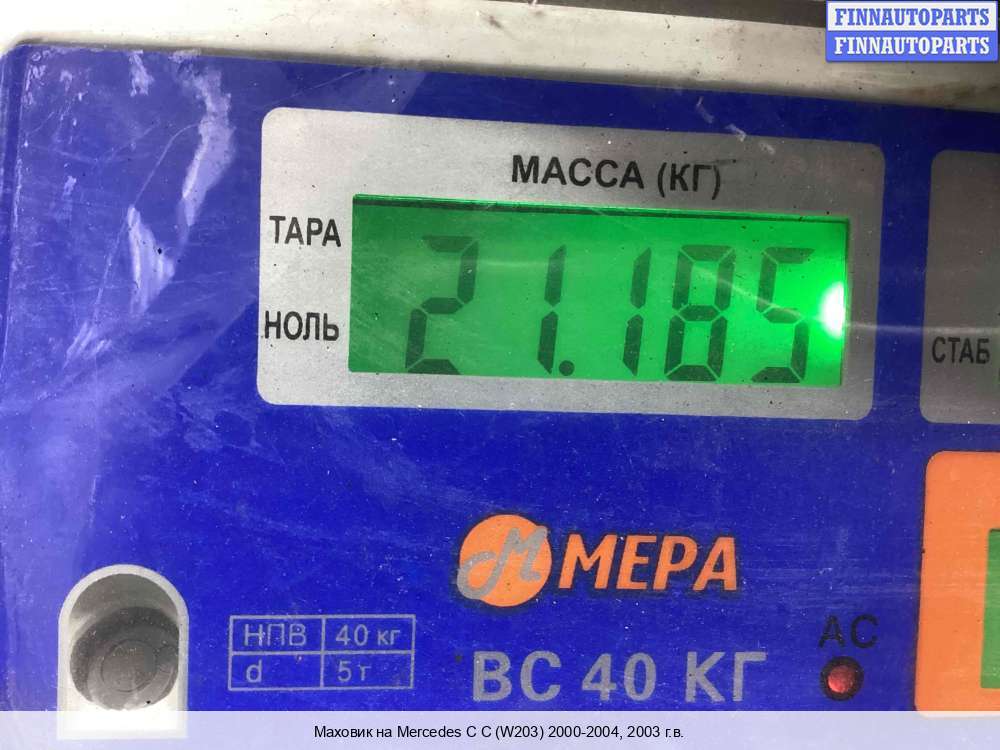 FINNAUTOPARTS
FINNAUTOPARTS
МАССА (КГ)
ТАРА
21.185
НОЛЬ
СТАБ
МЕРА
НПВ 40 кг
d 5 г
АС
ВС 40 КГ
Маховик на Mercedes C C (W203) 2000-2004, 2003 г.в.